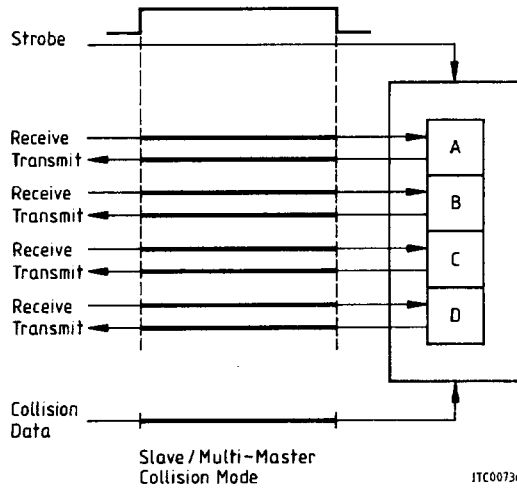 Strobe
Receive
Transmit
A
Receive
Transmit
B
Receive
Transmit
C
Receive
Transmit
D
Collision
Data
Slave / Multi-Master
Collision Mode